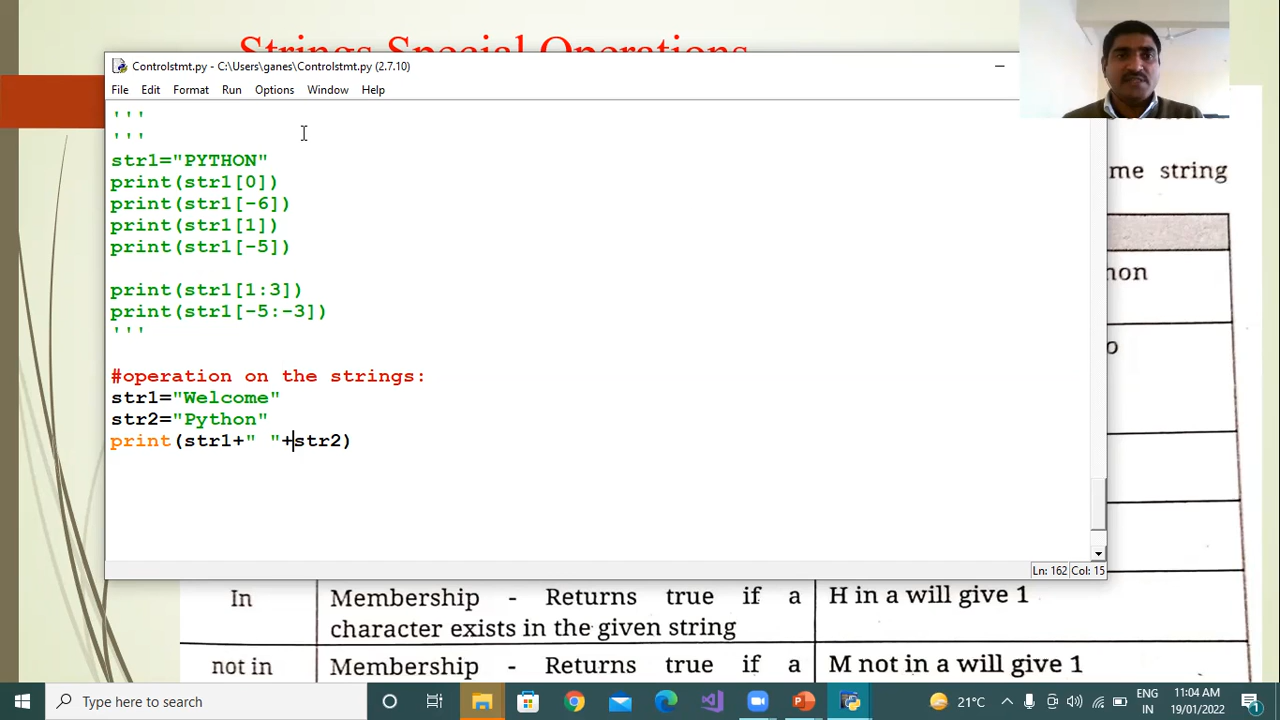 Strings Special Operations
Controlstmt.py - C:\Users\ganes\Controlstmt.py (2.7.10)
File Edit Format Run Options Window Help
'''
'''
str1="PYTHON"
print(str1[0])
print(str1[-6])
print(str1[1])
print(str1[-5])
print(str1[1:3])
print(str1[-5:-3])
'''
#operation on the strings:
str1="Welcome"
str2="Python"
print(str1+" "+str2)
Ln: 162 Col: 15
me string
In Membership - Returns true if a H in a will give 1
character exists in the given string
not in Membership - Returns true if a M not in a will give 1
Type here to search
21°C
ENG
IN
11:04 AM
19/01/2022
1